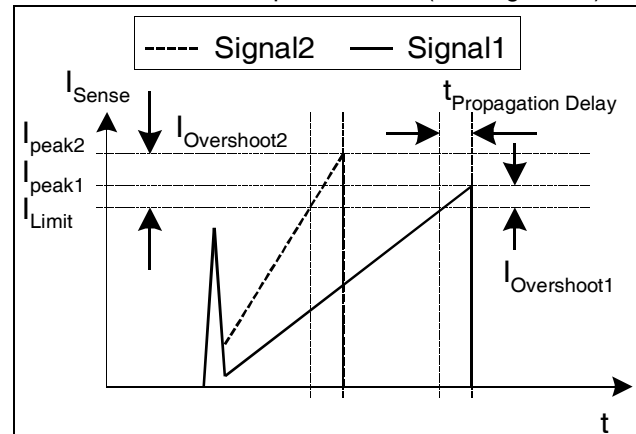 Signal2 Signal1
I_Sense
t_Propagation Delay
I_Overshoot2
I_peak2
I_peak1
I_Limit
I_Overshoot1
t